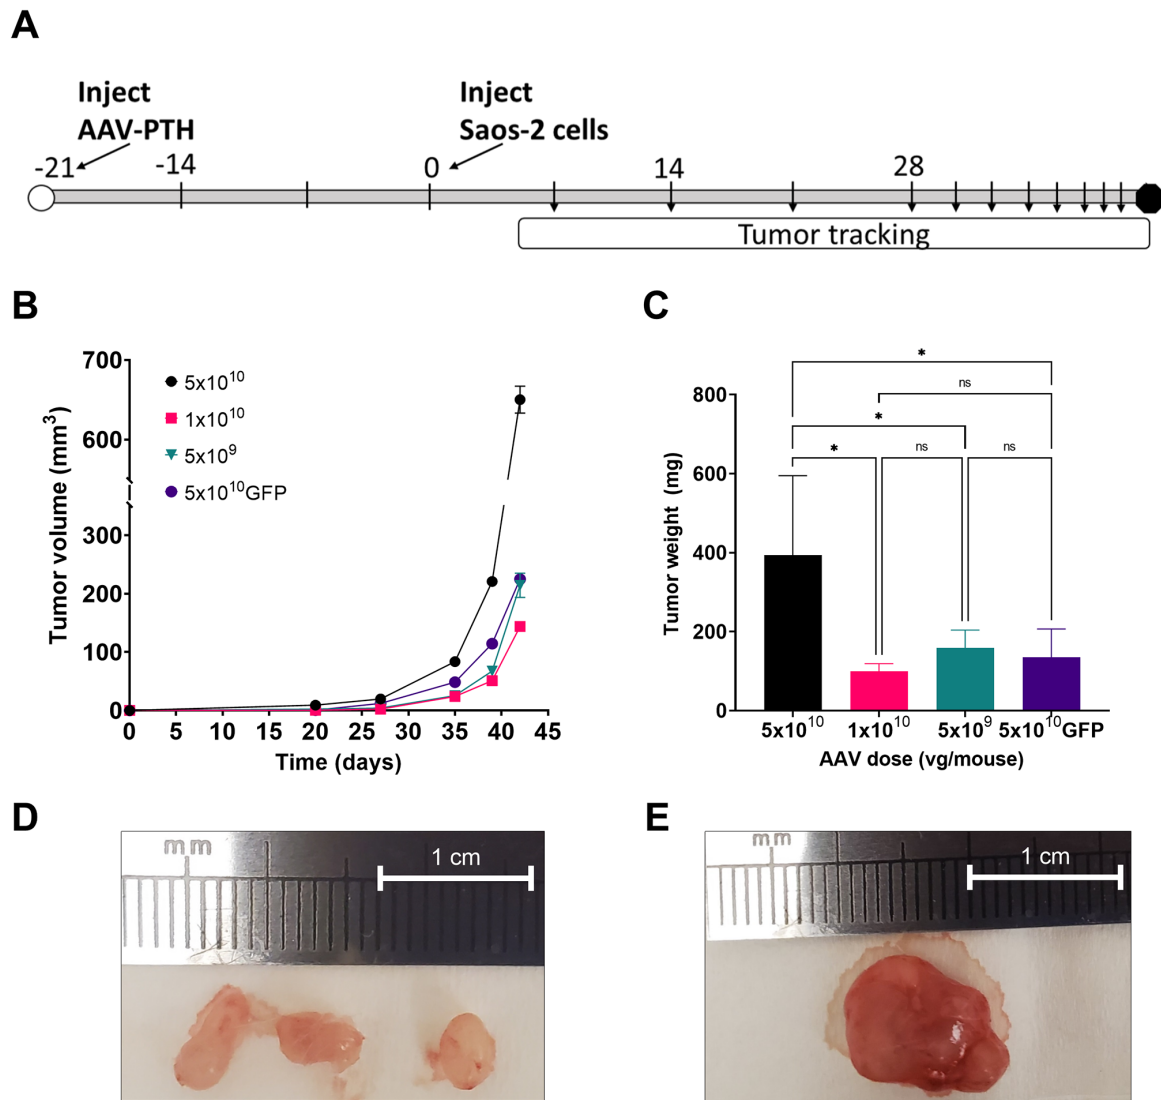 A
Inject
AAV-PTH
Inject
Saos-2 cells
-21
-14
0
14
28
Tumor tracking
B
Tumor volume (mm³)
700
600
300
200
100
0
5x10¹⁰
1x10¹⁰
5x10⁹
5x10¹⁰GFP
0 5 10 15 20 25 30 35 40 45
Time (days)
C
Tumor weight (mg)
800
600
400
200
0
*
ns
*
* ns ns
5x10¹⁰ 1x10¹⁰ 5x10⁹ 5x10¹⁰GFP
AAV dose (vg/mouse)
D
mm
1 cm
E
mm
1 cm